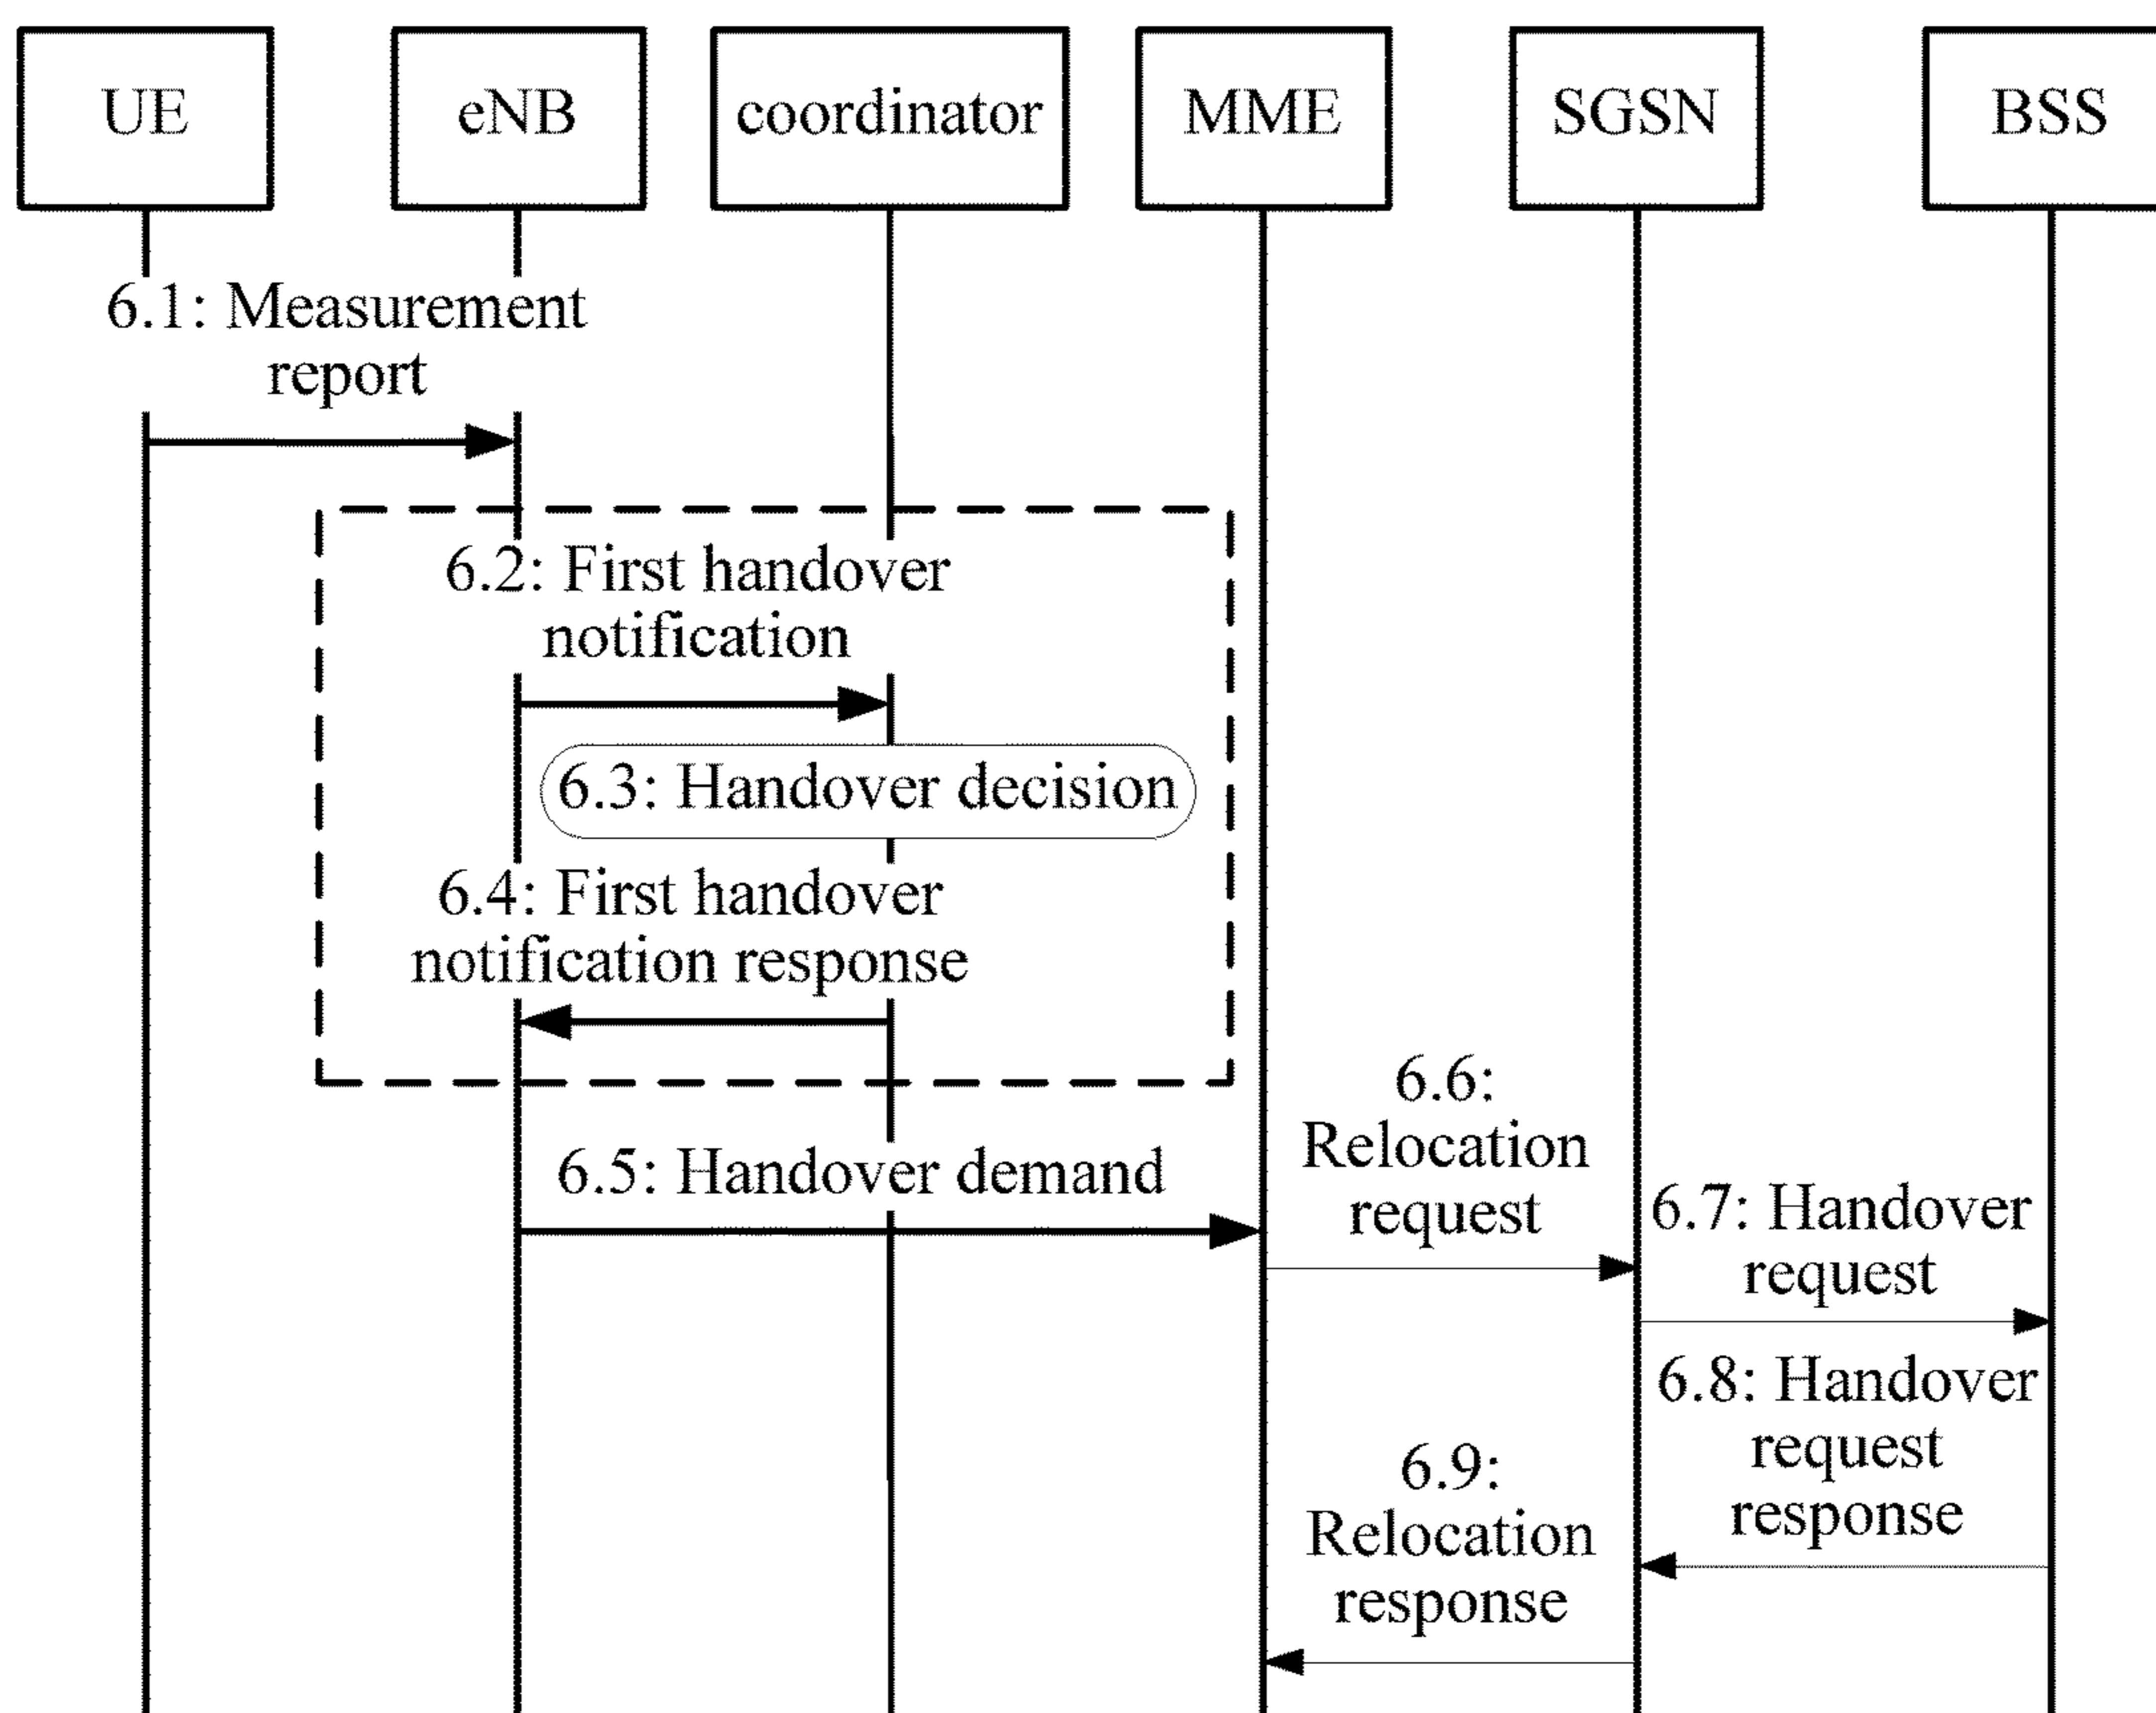 UE
eNB
coordinator
MME
SGSN
BSS
6.1: Measurement
report
6.2: First handover
notification
6.3: Handover decision
6.4: First handover
notification response
6.5: Handover demand
6.6:
Relocation
request
6.7: Handover
request
6.8: Handover
request
response
6.9:
Relocation
response